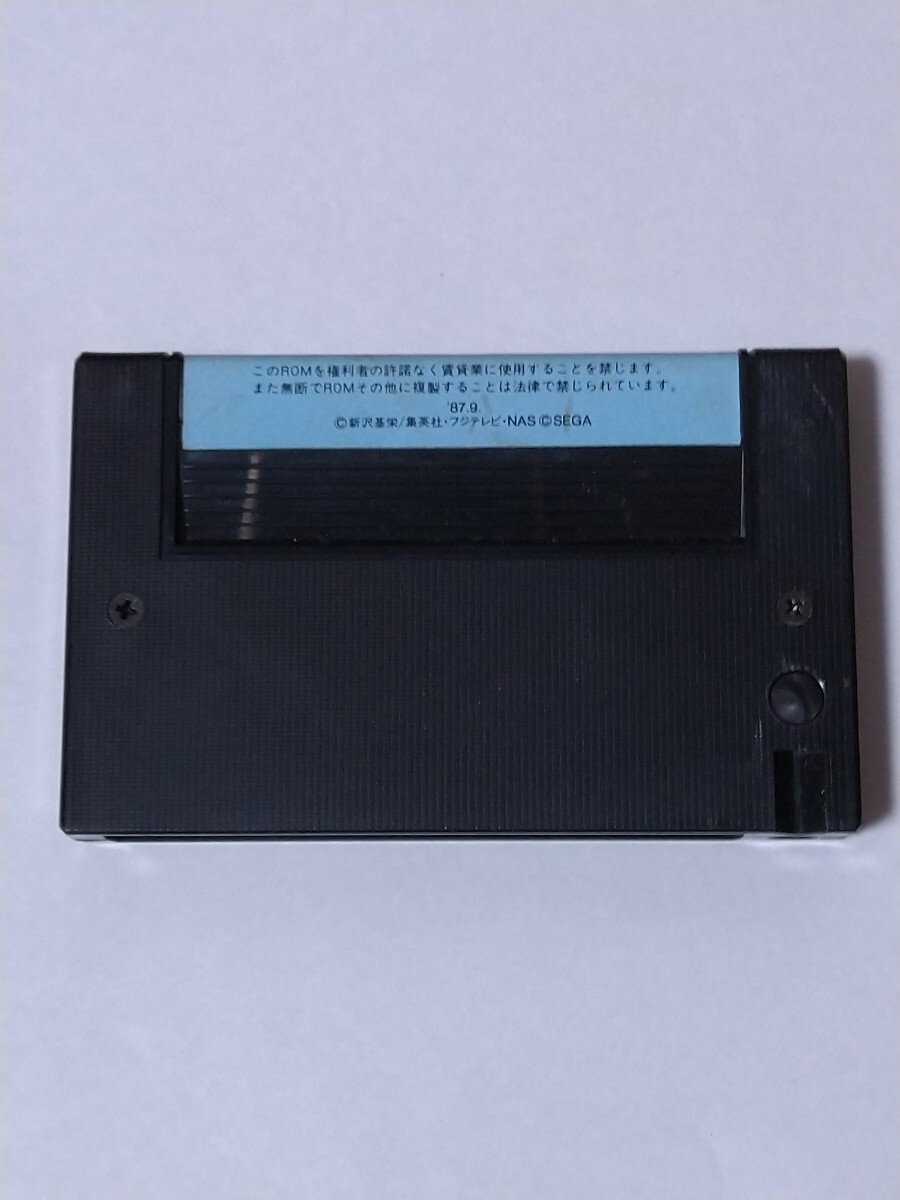 このROMを権利者の許諾なく賃貸業に使用することを禁じます。
また無断でROMその他に複製することは法律で禁じられています。
'87.9.
©新沢基栄/集英社・フジテレビ・NAS ©SEGA